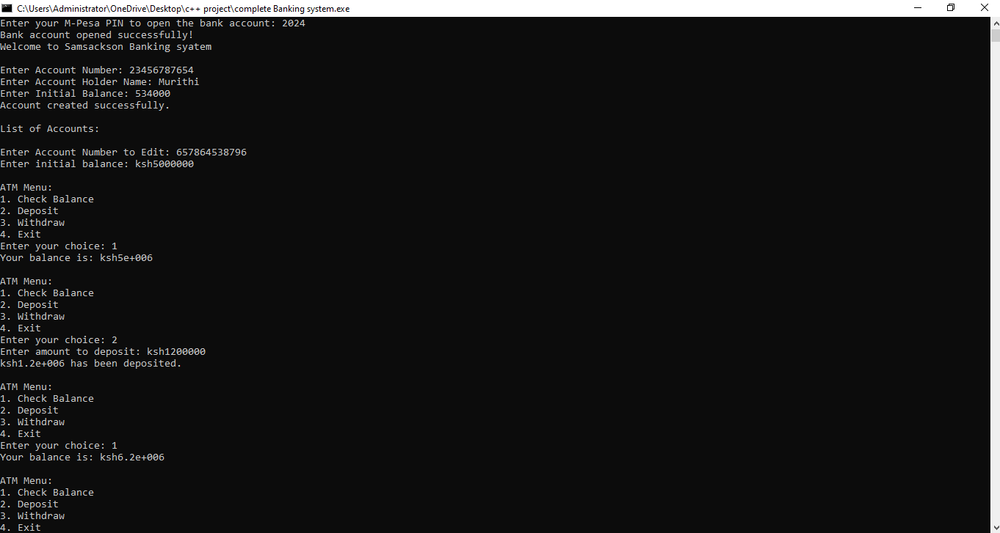 C:\Users\Administrator\OneDrive\Desktop\c++ project\complete Banking system.exe
Enter your M-Pesa PIN to open the bank account: 2024
Bank account opened successfully!
Welcome to Samsackson Banking syatem
Enter Account Number: 23456787654
Enter Account Holder Name: Murithi
Enter Initial Balance: 534000
Account created successfully.
List of Accounts:
Enter Account Number to Edit: 657864538796
Enter initial balance: ksh5000000
ATM Menu:
1. Check Balance
2. Deposit
3. Withdraw
4. Exit
Enter your choice: 1
Your balance is: ksh5e+006
ATM Menu:
1. Check Balance
2. Deposit
3. Withdraw
4. Exit
Enter your choice: 2
Enter amount to deposit: ksh1200000
ksh1.2e+006 has been deposited.
ATM Menu:
1. Check Balance
2. Deposit
3. Withdraw
4. Exit
Enter your choice: 1
Your balance is: ksh6.2e+006
ATM Menu:
1. Check Balance
2. Deposit
3. Withdraw
4. Exit